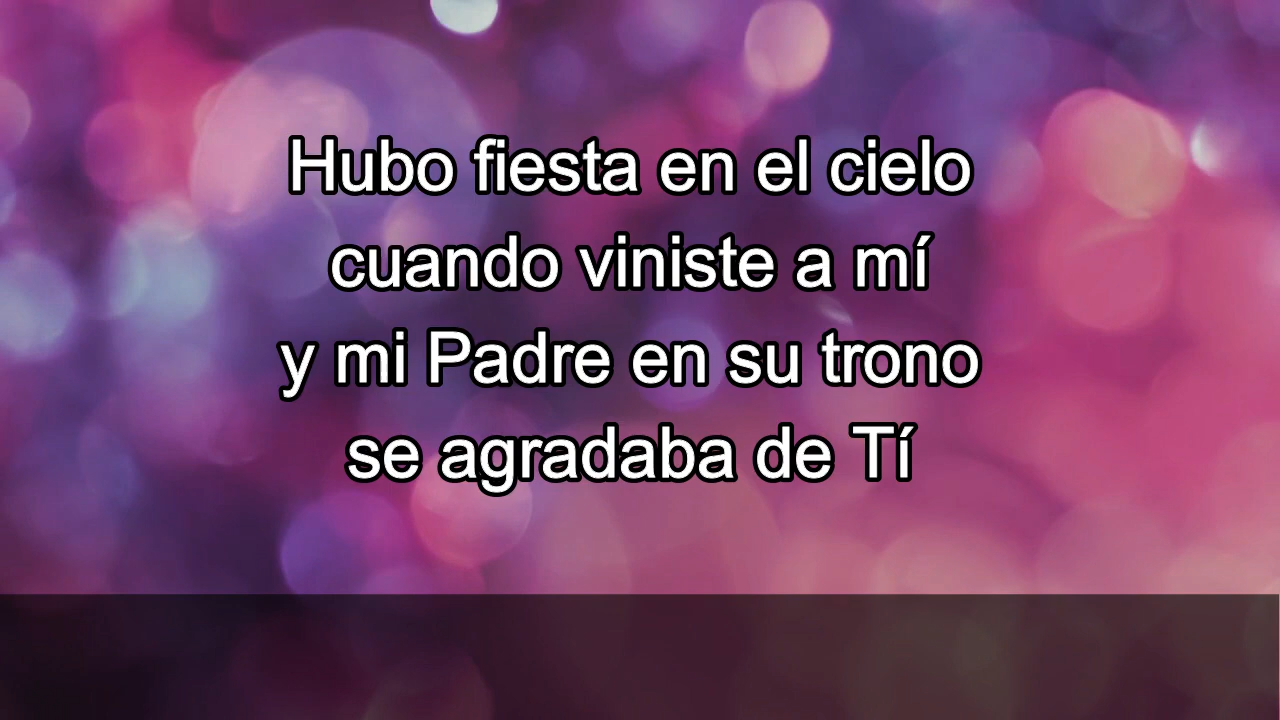 Hubo fiesta en el cielo
cuando viniste a mí
y mi Padre en su trono
se agradaba de Tí